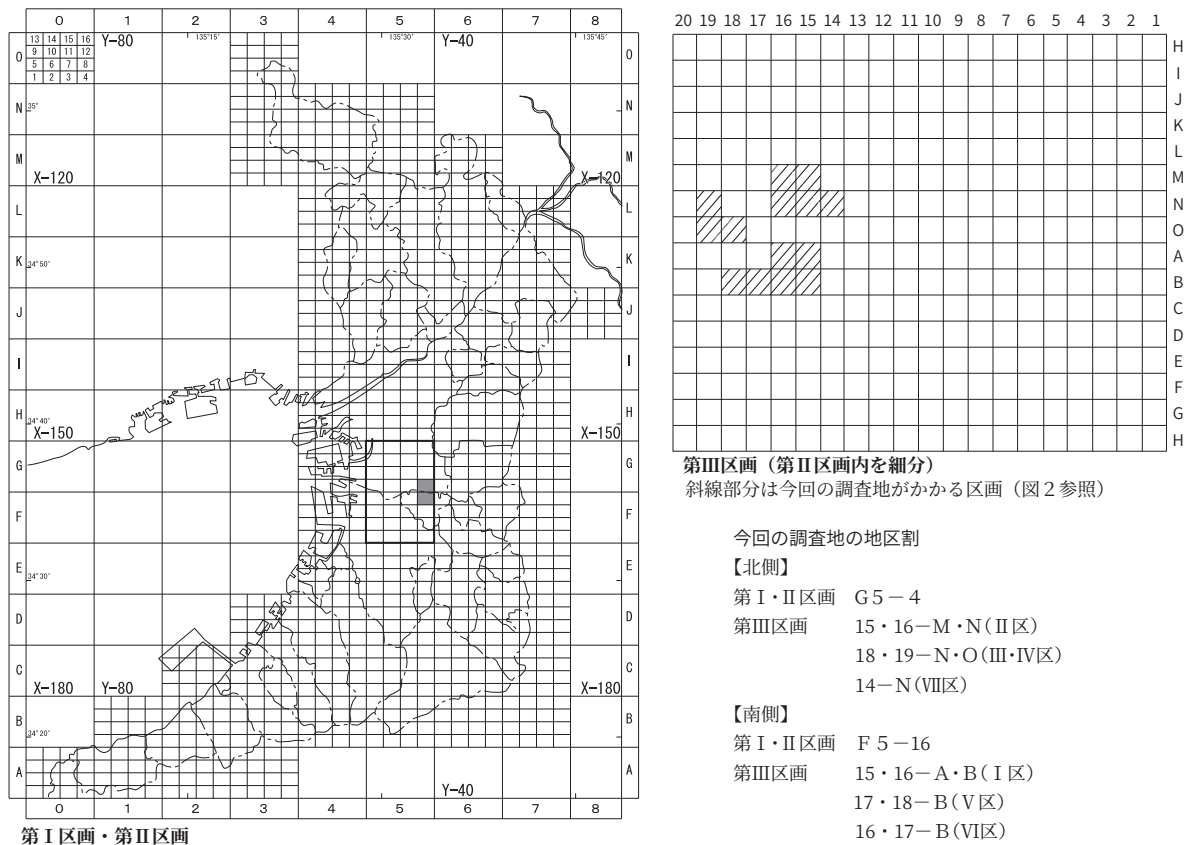 0 1 2 3 4 5 6 7 8
13 14 15 16
9 10 11 12
5 6 7 8
1 2 3 4
Y-80
135°15′
135°30′
Y-40
135°45′
O
O
N
35°
N
M
M
X-120
X-120
L
L
K
34°50′
K
J
J
I
I
H
34°40′
H
X-150
X-150
G
G
F
F
E
34°30′
E
D
D
C
C
X-180
Y-80
X-180
B
34°20′
B
A
A
Y-40
0 1 2 3 4 5 6 7 8
第Ⅰ区画・第Ⅱ区画
20 19 18 17 16 15 14 13 12 11 10 9 8 7 6 5 4 3 2 1
H
I
J
K
L
M
N
O
A
B
C
D
E
F
G
H
第Ⅲ区画（第Ⅱ区画内を細分）
斜線部分は今回の調査地がかかる区画（図２参照）
今回の調査地の地区割
【北側】
第Ⅰ・Ⅱ区画　G５－４
第Ⅲ区画　15・16－M・N（Ⅱ区）
18・19－N・O（Ⅲ・Ⅳ区）
14－N（Ⅶ区）
【南側】
第Ⅰ・Ⅱ区画　F５－16
第Ⅲ区画　15・16－A・B（Ⅰ区）
17・18－B（Ⅴ区）
16・17－B（Ⅵ区）